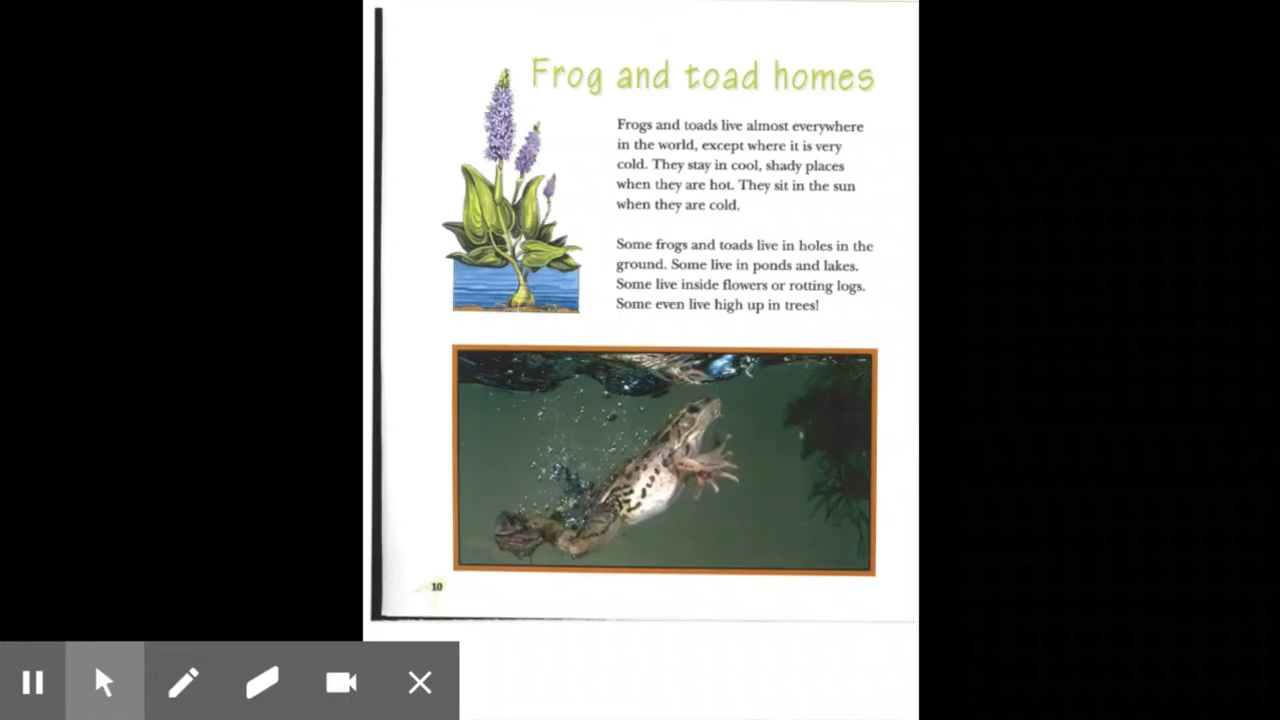 Frog and toad homes
Frogs and toads live almost everywhere
in the world, except where it is very
cold. They stay in cool, shady places
when they are hot. They sit in the sun
when they are cold.
Some frogs and toads live in holes in the
ground. Some live in ponds and lakes.
Some live inside flowers or rotting logs.
Some even live high up in trees!
10